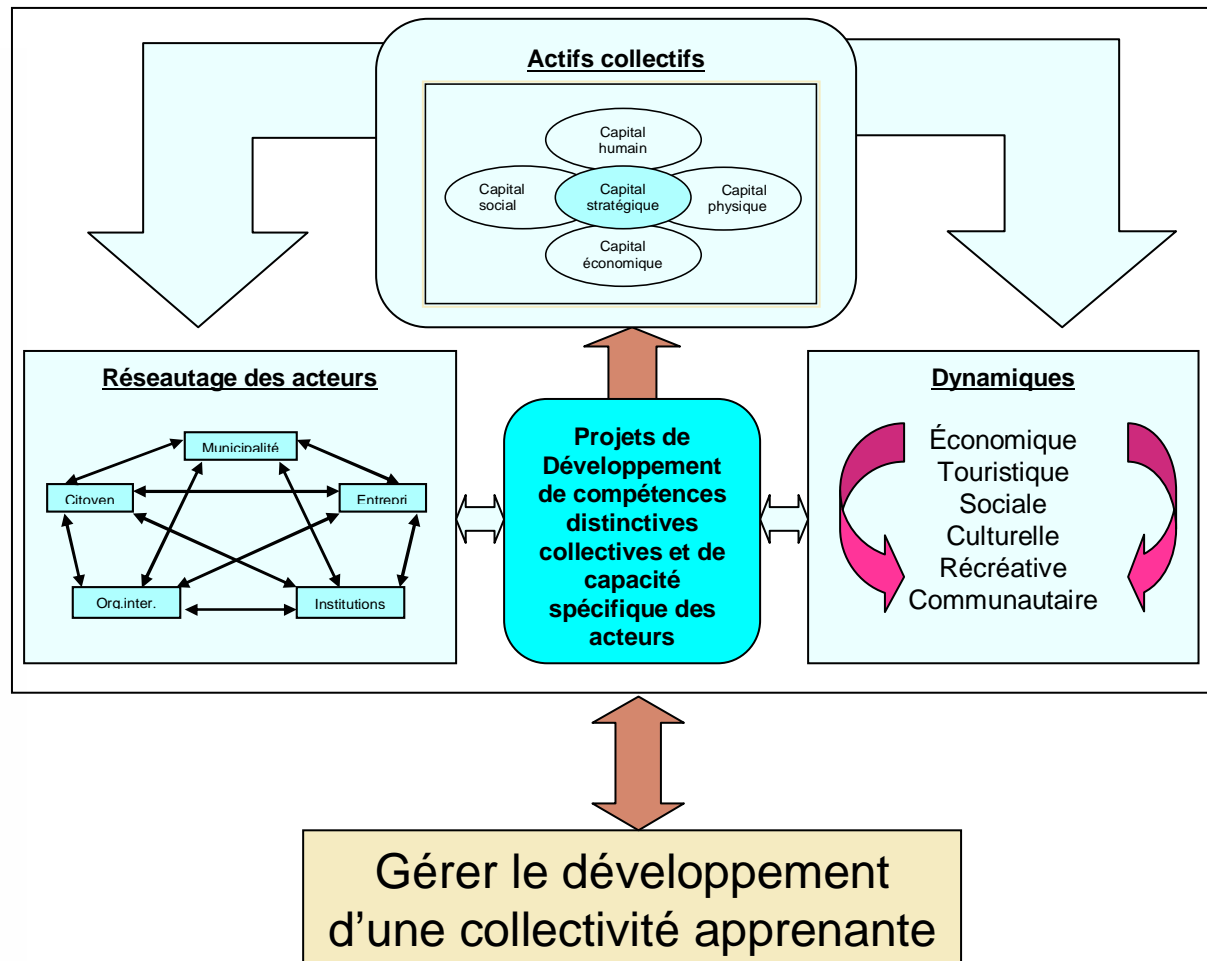 Actifs collectifs
Capital
humain
Capital
social
Capital
stratégique
Capital
physique
Capital
économique
Réseautage des acteurs
Municipalité
Citoyen
Entrepri
Org.inter.
Institutions
Projets de
Développement
de compétences
distinctives
collectives et de
capacité
spécifique des
acteurs
Dynamiques
Économique
Touristique
Sociale
Culturelle
Récréative
Communautaire
Gérer le développement
d’une collectivité apprenante